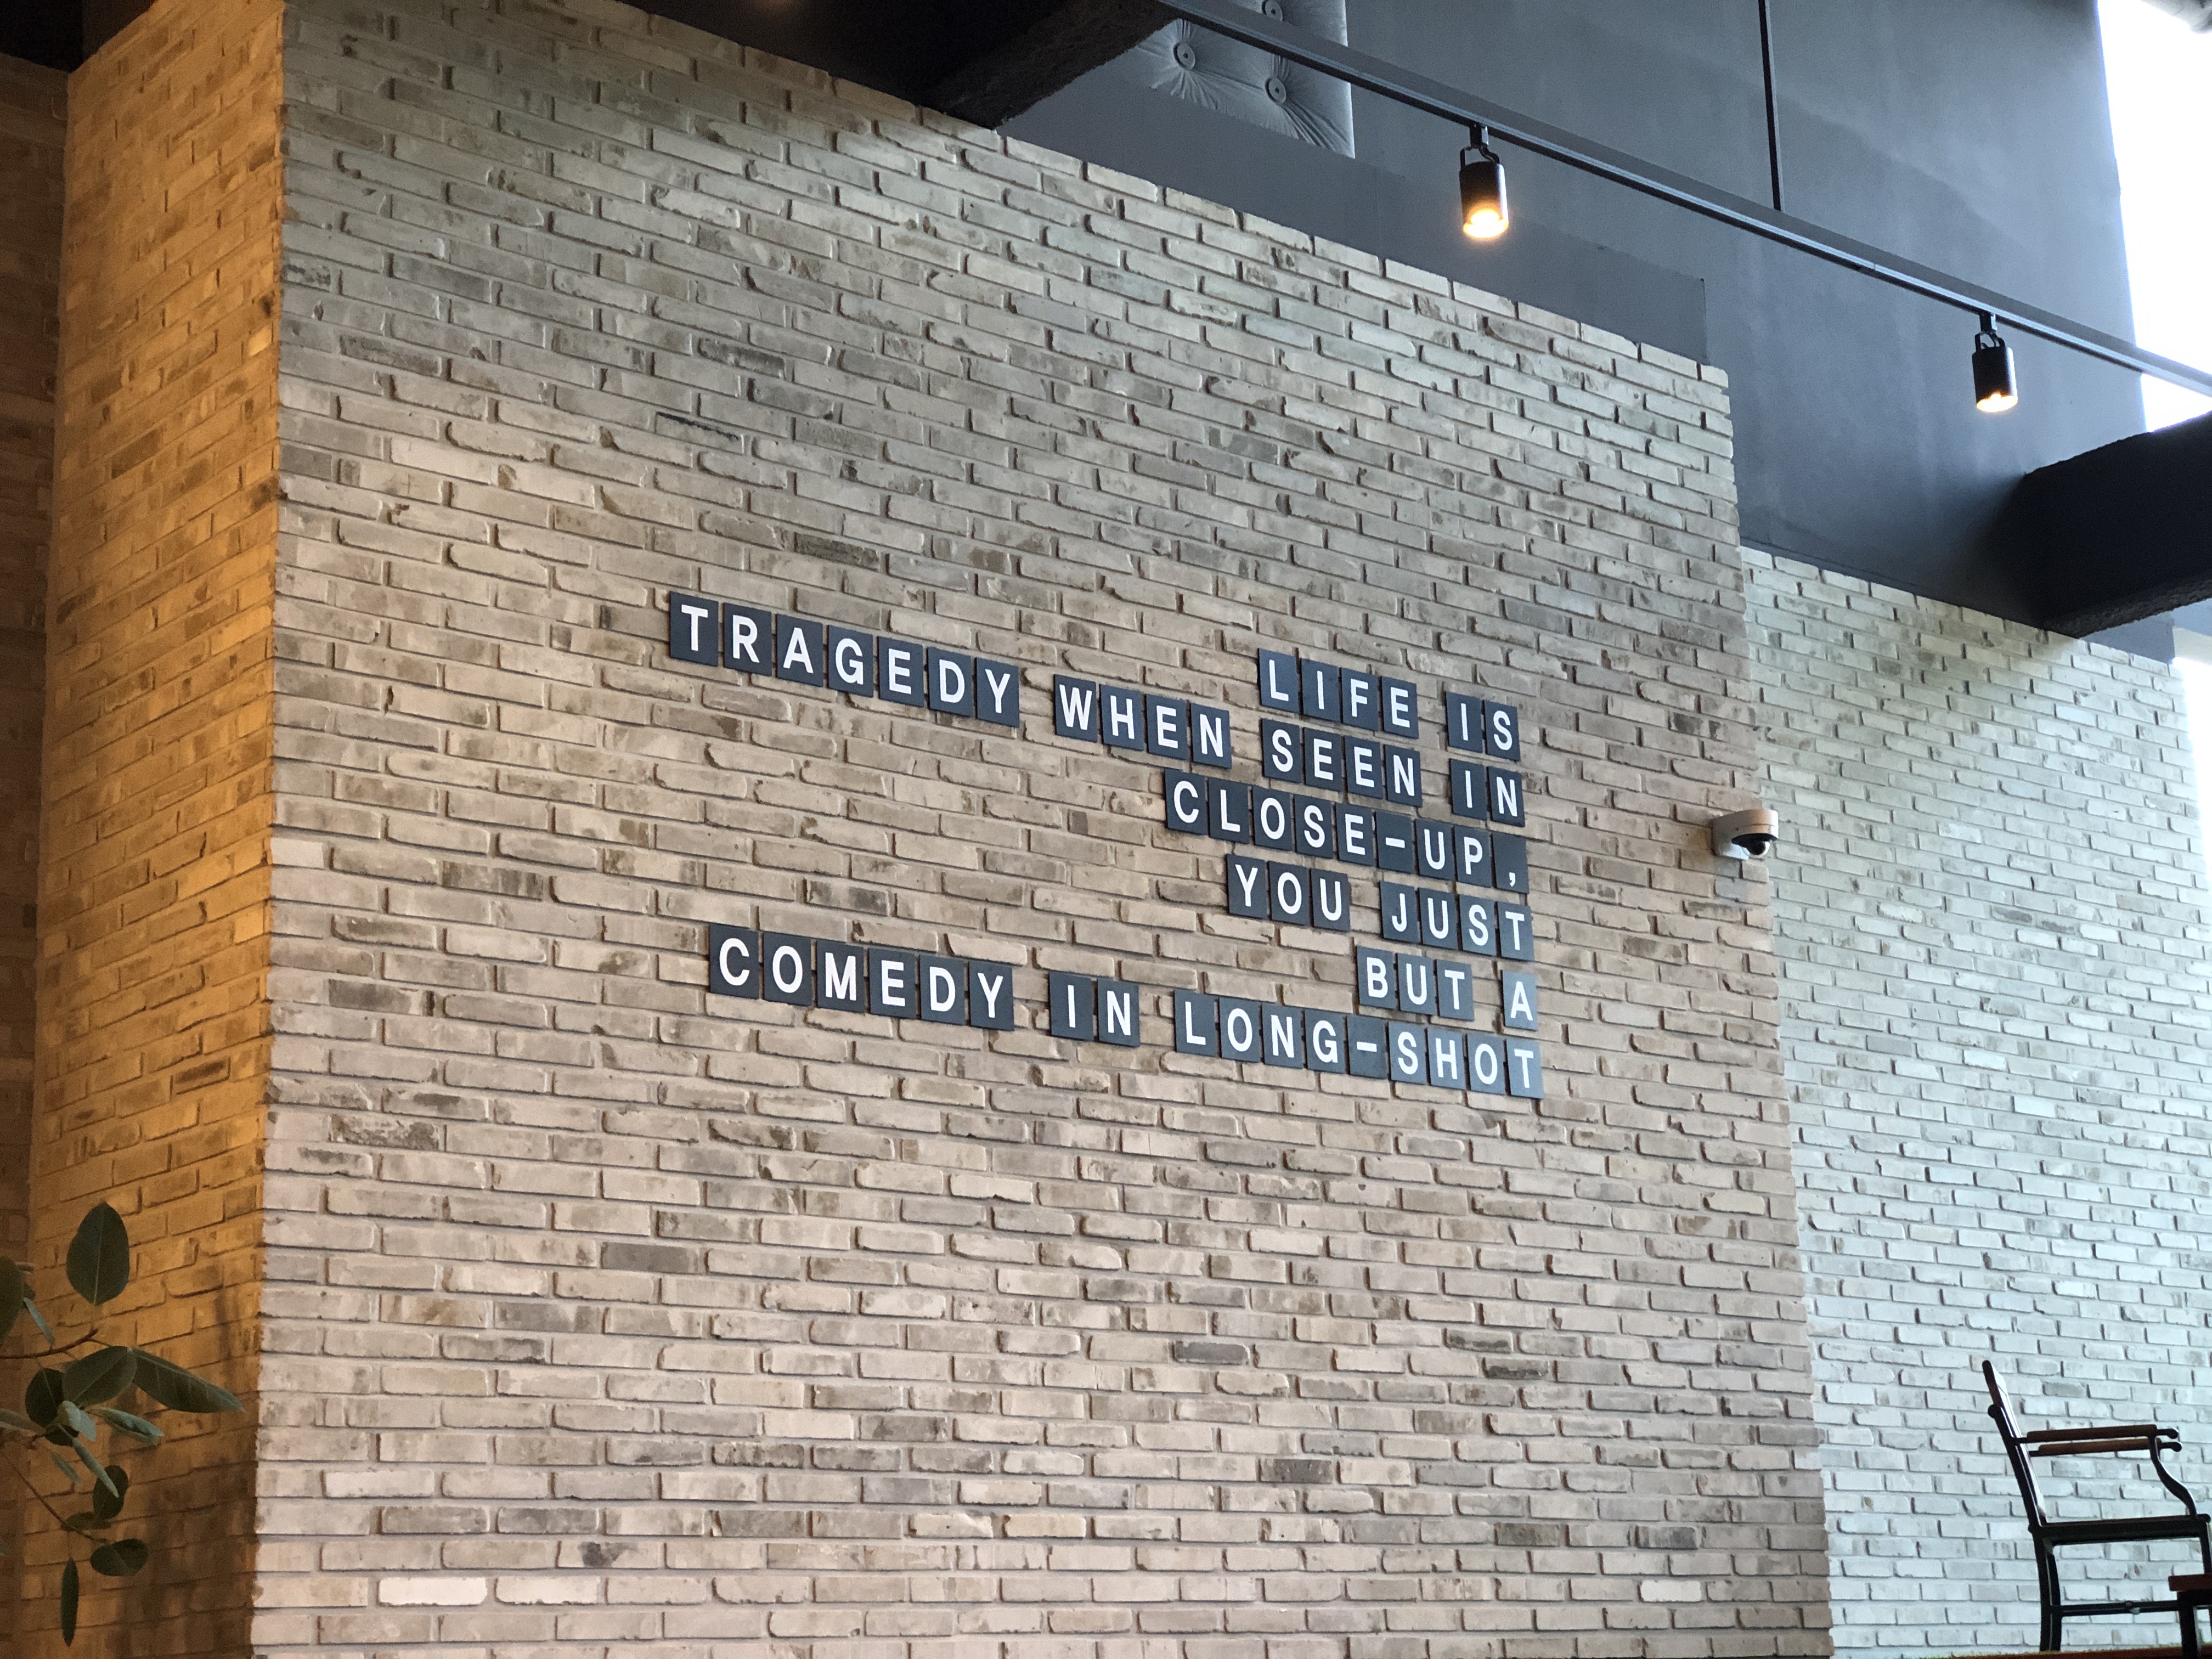 LIFE IS
TRAGEDY WHEN SEEN IN
CLOSE-UP,
YOU JUST
BUT A
COMEDY IN LONG-SHOT